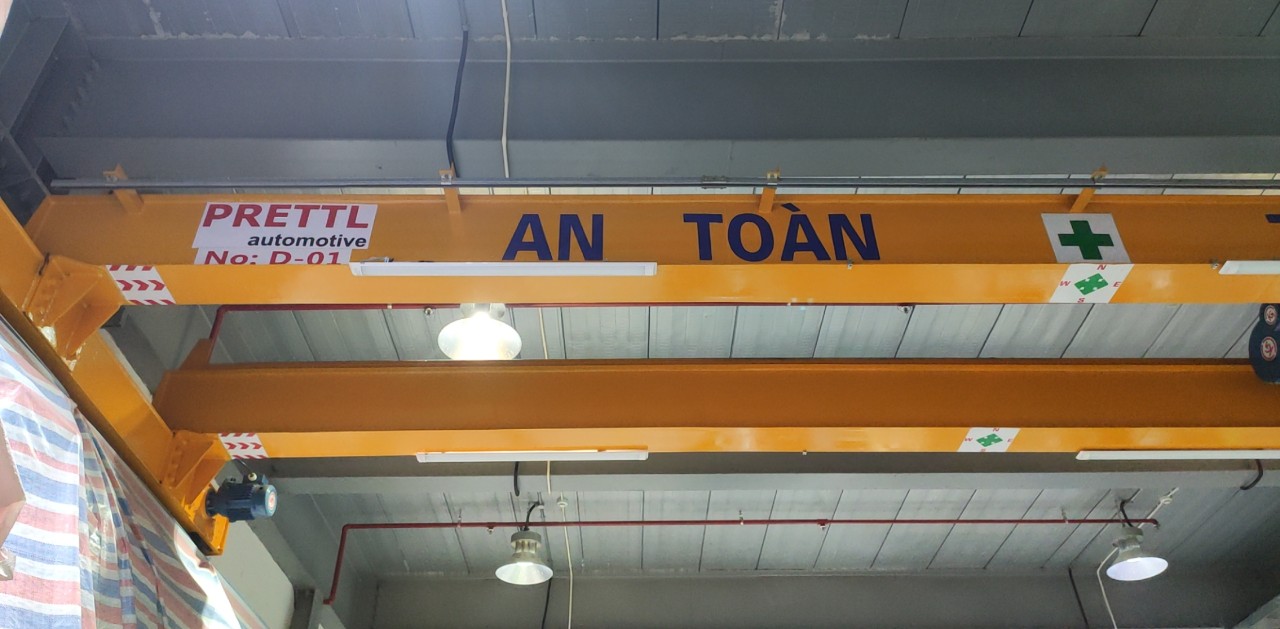 PRETTL
automotive
No: D-01
AN TOÀN
N
W E
S
N
W E
S